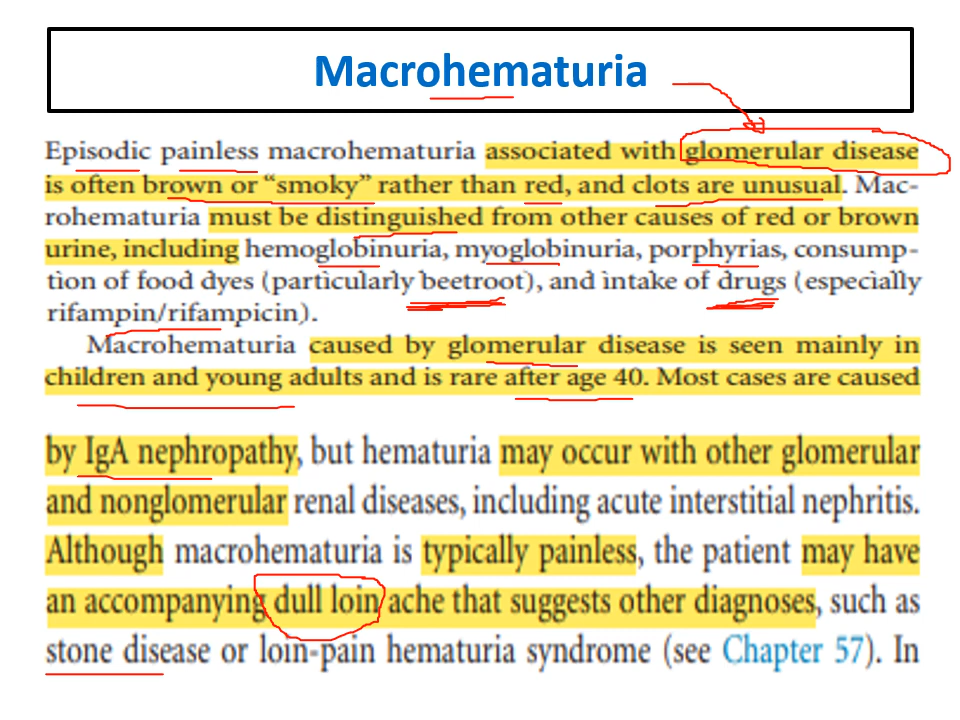 Macrohematuria
Episodic painless macrohematuria associated with glomerular disease
is often brown or “smoky” rather than red, and clots are unusual. Mac-
rohematuria must be distinguished from other causes of red or brown
urine, including hemoglobinuria, myoglobinuria, porphyrias, consump-
tion of food dyes (particularly beetroot), and intake of drugs (especially
rifampin/rifampicin).
Macrohematuria caused by glomerular disease is seen mainly in
children and young adults and is rare after age 40. Most cases are caused
by IgA nephropathy, but hematuria may occur with other glomerular
and nonglomerular renal diseases, including acute interstitial nephritis.
Although macrohematuria is typically painless, the patient may have
an accompanying dull loin ache that suggests other diagnoses, such as
stone disease or loin-pain hematuria syndrome (see Chapter 57). In